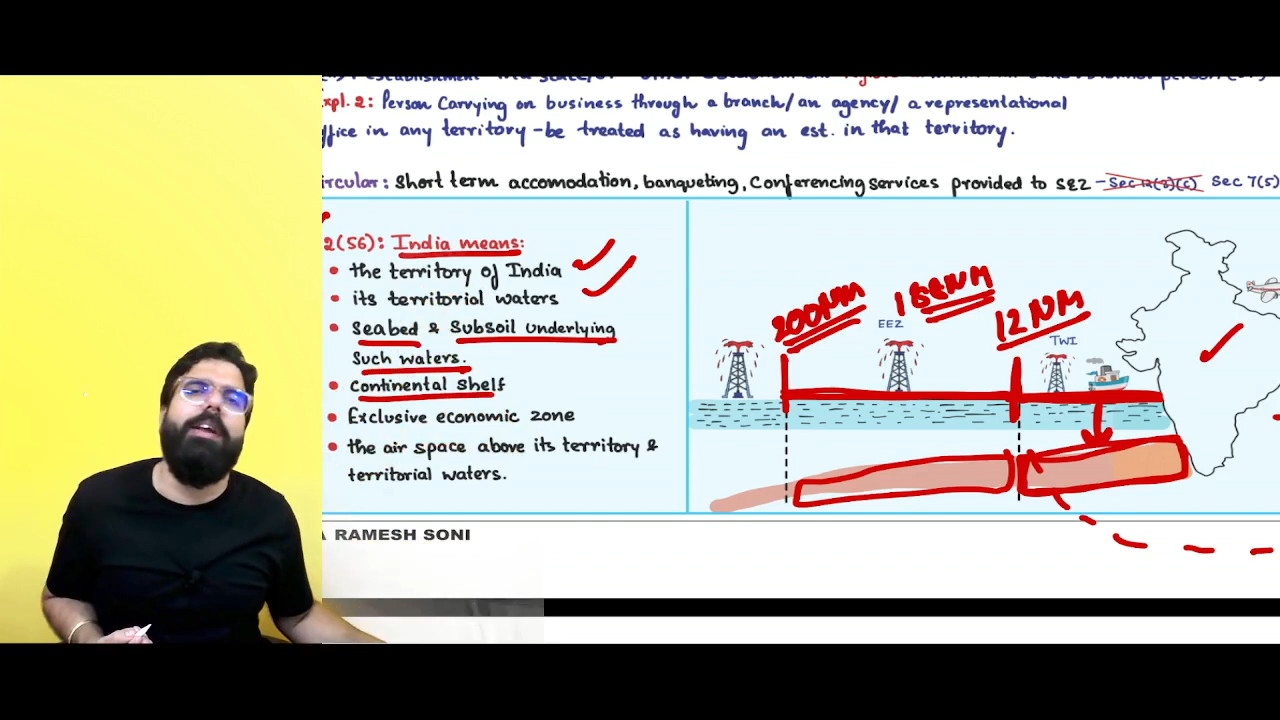 Expl. 2: Person Carrying on business through a branch/ an agency/ a representational
office in any territory - be treated as having an est. in that territory.
Circular: Short term accomodation, banqueting, Conferencing services provided to SEZ - Sec 12(3)(c) Sec 7(5)
2(56): India means:
• the territory of India
• its territorial waters
• Seabed & Subsoil underlying
Such waters.
• Continental Shelf
• Exclusive economic zone
• the air space above its territory &
territorial waters.
200NM
188NM
12NM
EEZ
TWI
RAMESH SONI